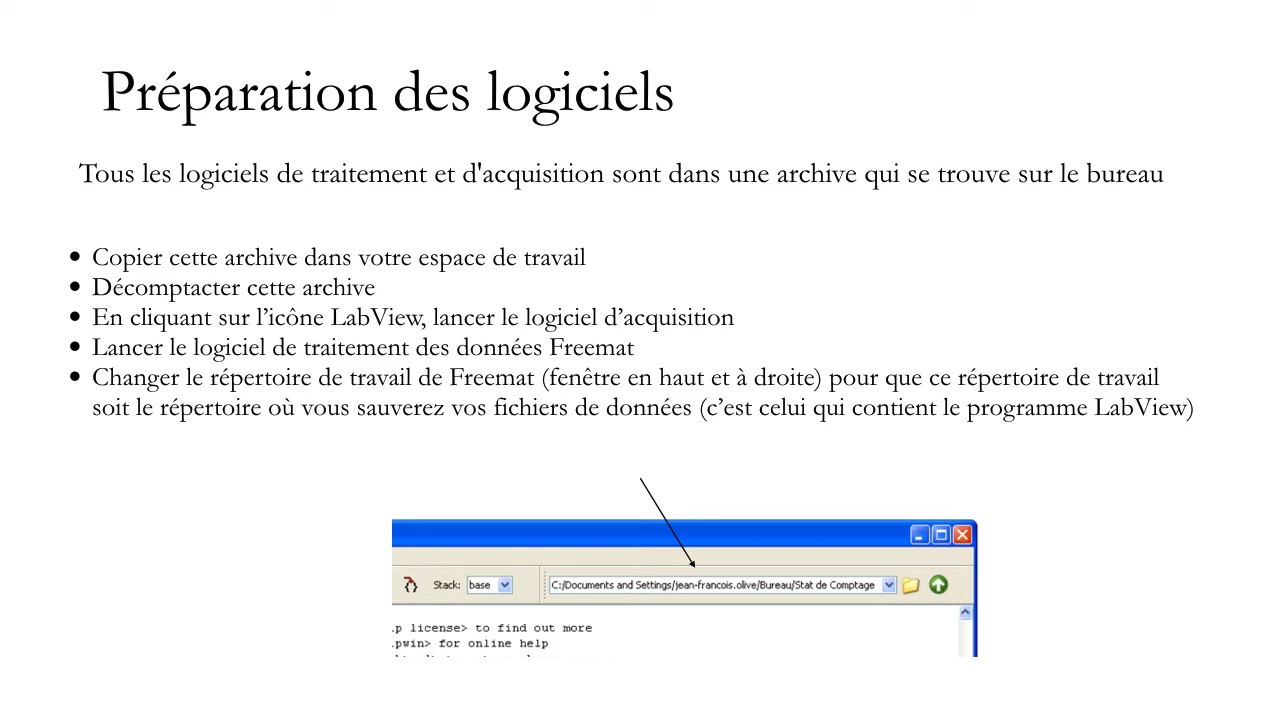 Préparation des logiciels
Tous les logiciels de traitement et d'acquisition sont dans une archive qui se trouve sur le bureau
• Copier cette archive dans votre espace de travail
• Décomptacter cette archive
• En cliquant sur l’icône LabView, lancer le logiciel d’acquisition
• Lancer le logiciel de traitement des données Freemat
• Changer le répertoire de travail de Freemat (fenêtre en haut et à droite) pour que ce répertoire de travail
soit le répertoire où vous sauverez vos fichiers de données (c’est celui qui contient le programme LabView)
Stack: base C:/Documents and Settings/jean-francois.olive/Bureau/Stat de Comptage
license> to find out more
for online help